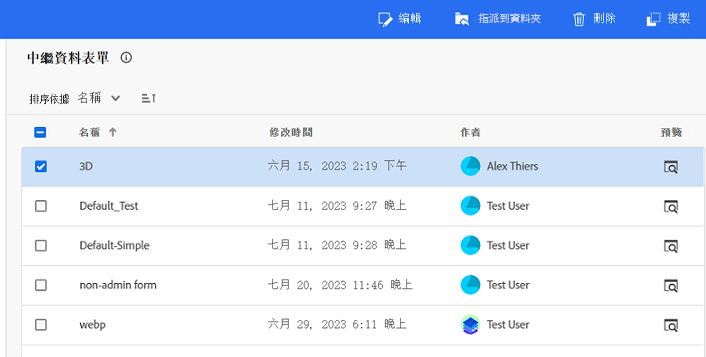 編輯 指派到資料夾 刪除 複製
中繼資料表單
排序依據 名稱
名稱 修改時間 作者 預覽
3D 六月 15, 2023 2:19 下午 Alex Thiers
Default_Test 七月 11, 2023 9:27 晚上 Test User
Default-Simple 七月 11, 2023 9:28 晚上 Test User
non-admin form 七月 20, 2023 11:46 晚上 Test User
webp 六月 29, 2023 6:11 晚上 Test User